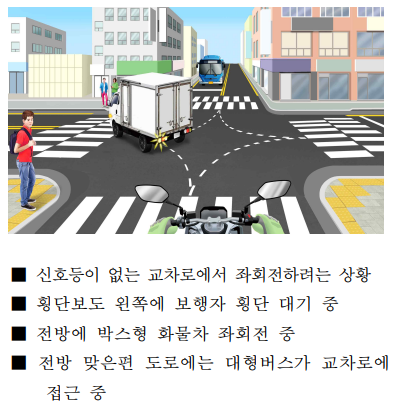 ■ 신호등이 없는 교차로에서 좌회전하려는 상황
■ 횡단보도 왼쪽에 보행자 횡단 대기 중
■ 전방에 박스형 화물차 좌회전 중
■ 전방 맞은편 도로에는 대형버스가 교차로에
접근 중